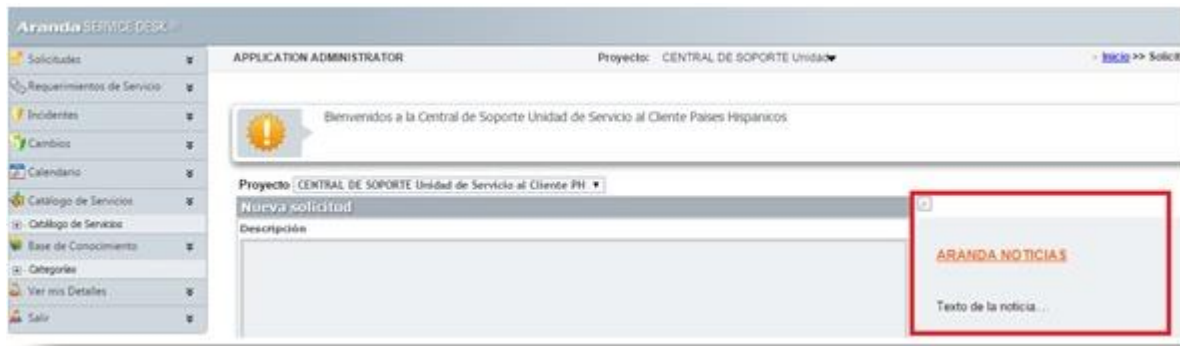 Aranda SERVICE DESK
Solicitudes
Requerimientos de Servicio
Incidentes
Cambios
Calendario
Catálogo de Servicios
Catálogo de Servicios
Base de Conocimiento
Categories
Ver mis Detalles
Salir
APPLICATION ADMINISTRATOR
Proyecto: CENTRAL DE SOPORTE Unidad
Inicio >> Solicit
Bienvenidos a la Central de Soporte Unidad de Servicio al Cliente Paises Hispanicos
Proyecto CENTRAL DE SOPORTE Unidad de Servicio al Cliente PH
Nueva solicitud
Descripción
ARANDA NOTICIAS
Texto de la noticia...